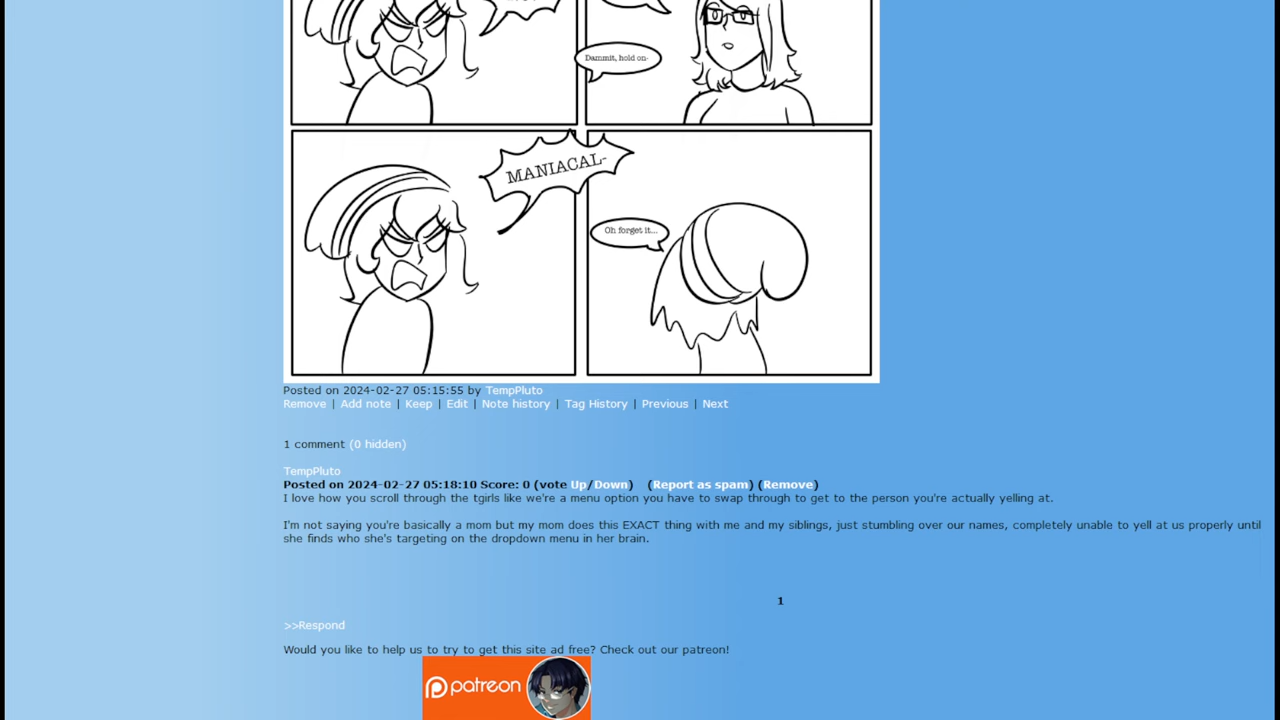 Dammit, hold on-
MANIACAL-
Oh forget it...
Posted on 2024-02-27 05:15:55 by TempPluto
Remove | Add note | Keep | Edit | Note history | Tag History | Previous | Next
1 comment (0 hidden)
TempPluto
Posted on 2024-02-27 05:18:10 Score: 0 (vote Up/Down) (Report as spam) (Remove)
I love how you scroll through the tgirls like we're a menu option you have to swap through to get to the person you're actually yelling at.
I'm not saying you're basically a mom but my mom does this EXACT thing with me and my siblings, just stumbling over our names, completely unable to yell at us properly until
she finds who she's targeting on the dropdown menu in her brain.
1
>>Respond
Would you like to help us to try to get this site ad free? Check out our patreon!
patreon